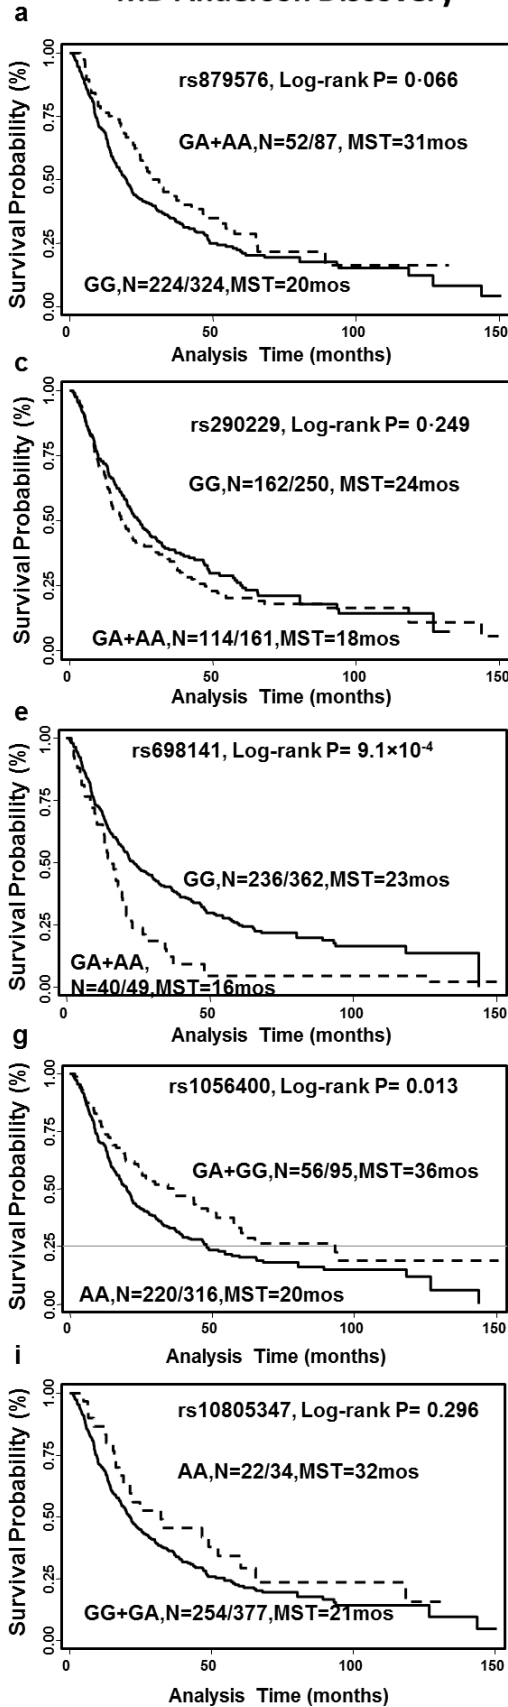 MD Anderson Discovery
a
Survival Probability (%)
1.00
0.75
0.50
0.25
0.00
rs879576, Log-rank P= 0·066
GA+AA,N=52/87, MST=31mos
GG,N=224/324,MST=20mos
0
50
100
150
Analysis Time (months)
c
Survival Probability (%)
1.00
0.75
0.50
0.25
0.00
rs290229, Log-rank P= 0·249
GG,N=162/250, MST=24mos
GA+AA,N=114/161,MST=18mos
0
50
100
150
Analysis Time (months)
e
Survival Probability (%)
1.00
0.75
0.50
0.25
0.00
rs698141, Log-rank P= 9.1×10⁻⁴
GG,N=236/362,MST=23mos
GA+AA,
N=40/49,MST=16mos
0
50
100
150
Analysis Time (months)
g
Survival Probability (%)
1.00
0.75
0.50
0.25
0.00
rs1056400, Log-rank P= 0.013
GA+GG,N=56/95,MST=36mos
AA,N=220/316,MST=20mos
0
50
100
150
Analysis Time (months)
i
Survival Probability (%)
1.00
0.75
0.50
0.25
0.00
rs10805347, Log-rank P= 0.296
AA,N=22/34,MST=32mos
GG+GA,N=254/377,MST=21mos
0
50
100
150
Analysis Time (months)